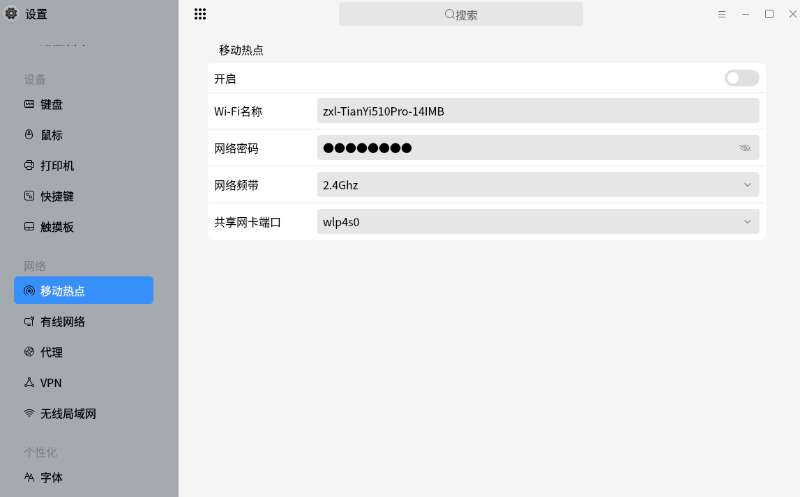 设置
搜索
设备
键盘
鼠标
打印机
快捷键
触摸板
网络
移动热点
有线网络
代理
VPN
无线局域网
个性化
字体
移动热点
开启
Wi-Fi名称
zxl-TianYi510Pro-14IMB
网络密码
●●●●●●●●
网络频带
2.4Ghz
共享网卡端口
wlp4s0